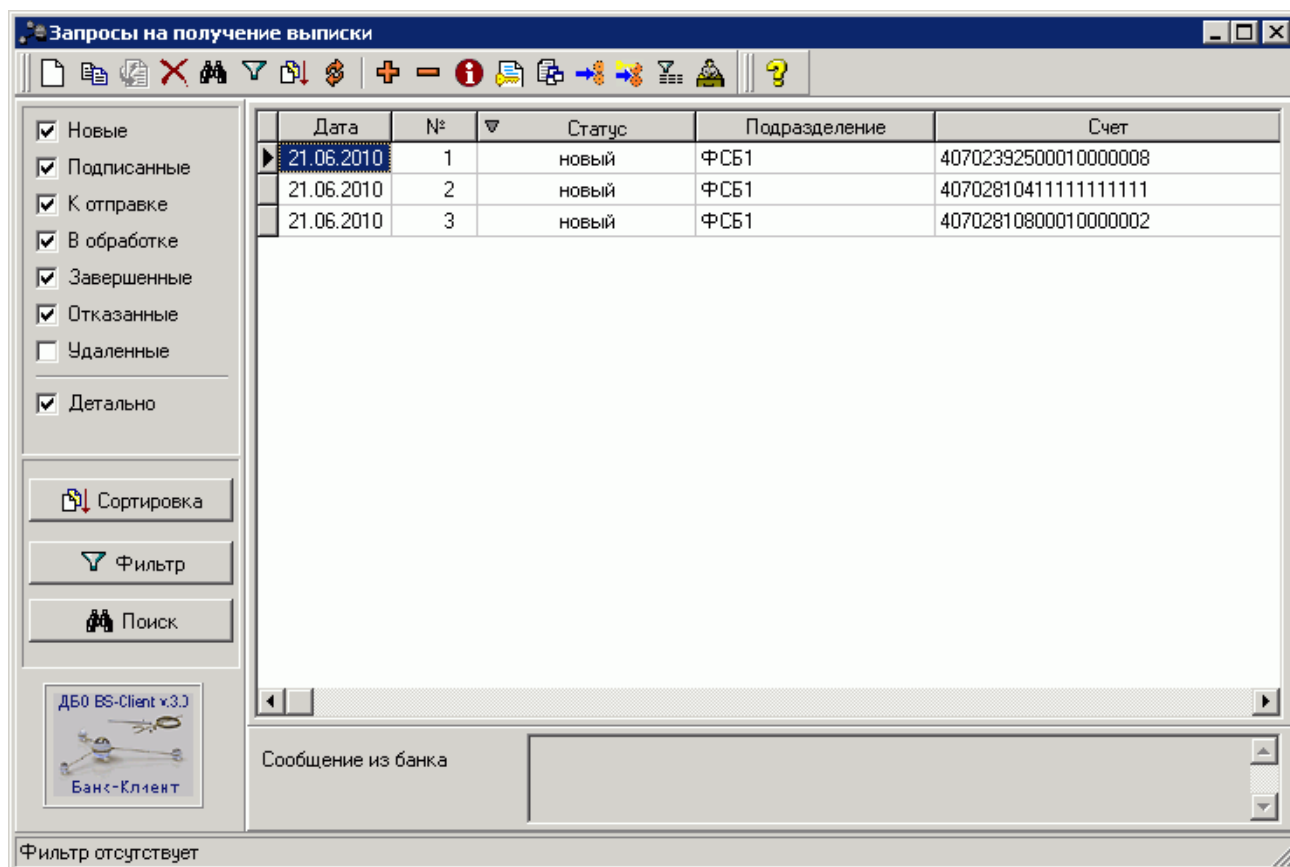 Запросы на получение выписки
Новые
Подписанные
К отправке
В обработке
Завершенные
Отказанные
Удаленные
Детально
Сортировка
Фильтр
Поиск
ДБО BS-Client v.3.0
Банк-Клиент
Дата № Статус Подразделение Счет
21.06.2010 1 новый ФСБ1 40702392500010000008
21.06.2010 2 новый ФСБ1 40702810411111111111
21.06.2010 3 новый ФСБ1 40702810800010000002
Сообщение из банка
Фильтр отсутствует